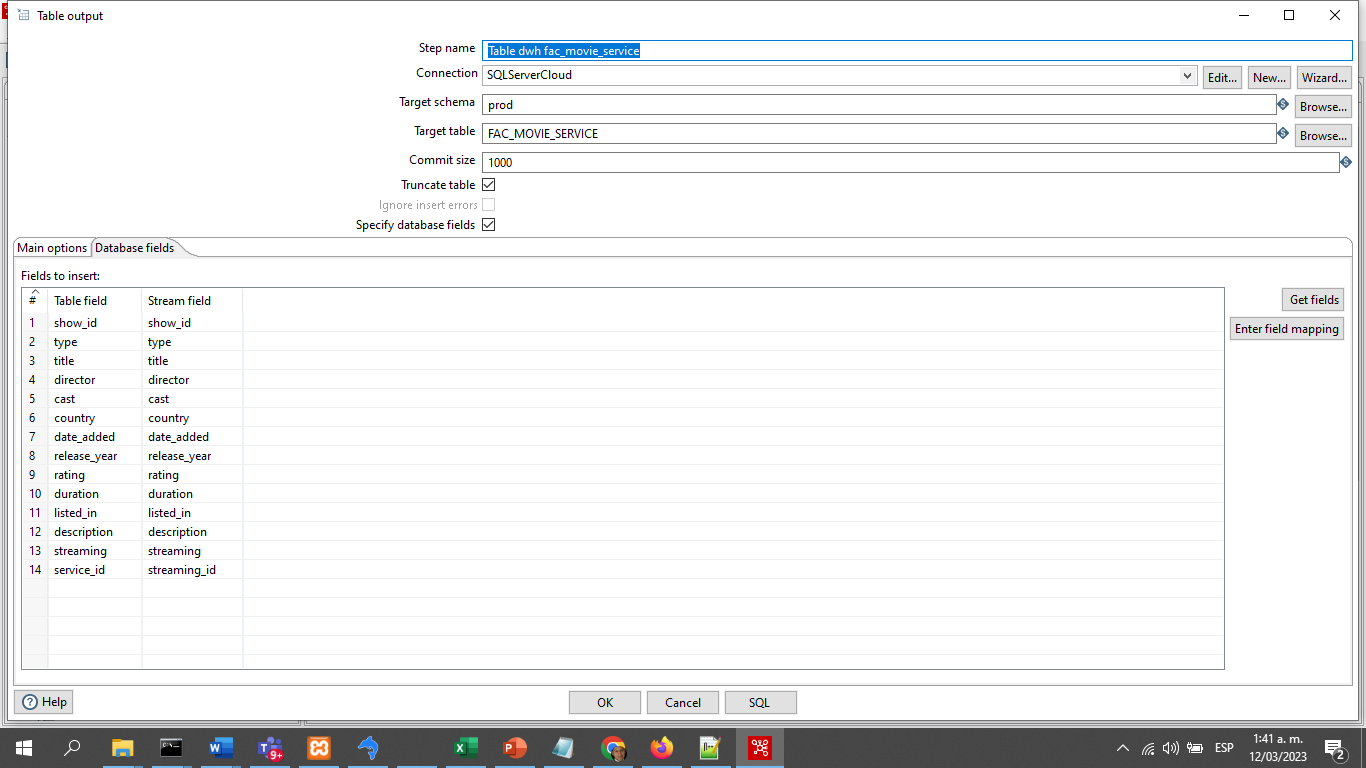 Table output
Step name Table dwh fac_movie_service
Connection SQLServerCloud Edit... New... Wizard...
Target schema prod Browse...
Target table FAC_MOVIE_SERVICE Browse...
Commit size 1000
Truncate table
Ignore insert errors
Specify database fields
Main options Database fields
Fields to insert:
# Table field Stream field Get fields
1 show_id show_id
Enter field mapping
2 type type
3 title title
4 director director
5 cast cast
6 country country
7 date_added date_added
8 release_year release_year
9 rating rating
10 duration duration
11 listed_in listed_in
12 description description
13 streaming streaming
14 service_id streaming_id
Help OK Cancel SQL
9+
ESP
1:41 a. m.
12/03/2023
2